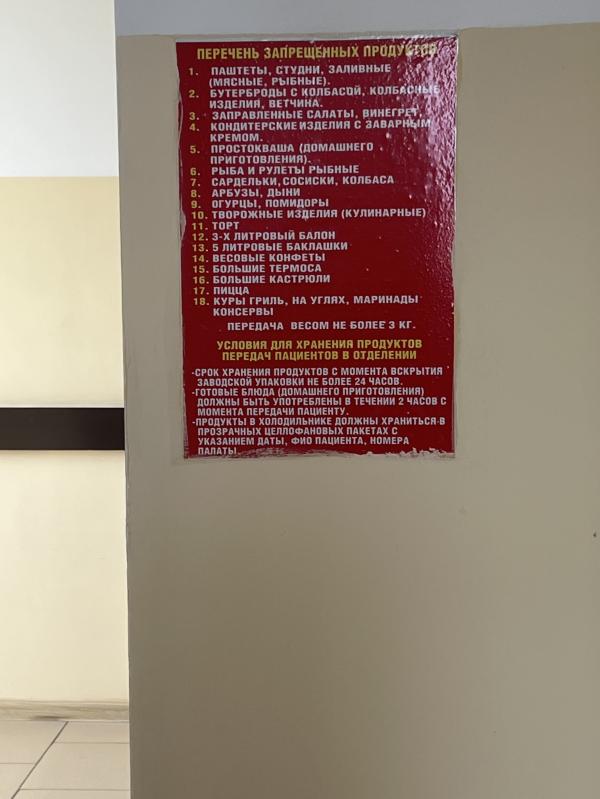 ПЕРЕЧЕНЬ ЗАПРЕЩЕННЫХ ПРОДУКТОВ
1. ПАШТЕТЫ, СТУДНИ, ЗАЛИВНЫЕ
(МЯСНЫЕ, РЫБНЫЕ).
2. БУТЕРБРОДЫ С КОЛБАСОЙ, КОЛБАСНЫЕ
ИЗДЕЛИЯ, ВЕТЧИНА.
3. ЗАПРАВЛЕННЫЕ САЛАТЫ, ВИНЕГРЕТ.
4. КОНДИТЕРСКИЕ ИЗДЕЛИЯ С ЗАВАРНЫМ
КРЕМОМ.
5. ПРОСТОКВАША (ДОМАШНЕГО
ПРИГОТОВЛЕНИЯ).
6. РЫБА И РУЛЕТЫ РЫБНЫЕ
7. САРДЕЛЬКИ, СОСИСКИ, КОЛБАСА
8. АРБУЗЫ, ДЫНИ
9. ОГУРЦЫ, ПОМИДОРЫ
10. ТВОРОЖНЫЕ ИЗДЕЛИЯ (КУЛИНАРНЫЕ)
11. ТОРТ
12. 3-Х ЛИТРОВЫЙ БАЛОН
13. 5 ЛИТРОВЫЕ БАКЛАШКИ
14. ВЕСОВЫЕ КОНФЕТЫ
15. БОЛЬШИЕ ТЕРМОСА
16. БОЛЬШИЕ КАСТРЮЛИ
17. ПИЦЦА
18. КУРЫ ГРИЛЬ, НА УГЛЯХ, МАРИНАДЫ
КОНСЕРВЫ
ПЕРЕДАЧА ВЕСОМ НЕ БОЛЕЕ 3 КГ.
УСЛОВИЯ ДЛЯ ХРАНЕНИЯ ПРОДУКТОВ
ПЕРЕДАЧ ПАЦИЕНТОВ В ОТДЕЛЕНИИ
-СРОК ХРАНЕНИЯ ПРОДУКТОВ С МОМЕНТА ВСКРЫТИЯ
ЗАВОДСКОЙ УПАКОВКИ НЕ БОЛЕЕ 24 ЧАСОВ.
-ГОТОВЫЕ БЛЮДА (ДОМАШНЕГО ПРИГОТОВЛЕНИЯ)
ДОЛЖНЫ БЫТЬ УПОТРЕБЛЕНЫ В ТЕЧЕНИИ 2 ЧАСОВ С
МОМЕНТА ПЕРЕДАЧИ ПАЦИЕНТУ.
-ПРОДУКТЫ В ХОЛОДИЛЬНИКЕ ДОЛЖНЫ ХРАНИТЬСЯ В
ПРОЗРАЧНЫХ ЦЕЛЛОФАНОВЫХ ПАКЕТАХ С
УКАЗАНИЕМ ДАТЫ, ФИО ПАЦИЕНТА, НОМЕРА
ПАЛАТЫ.